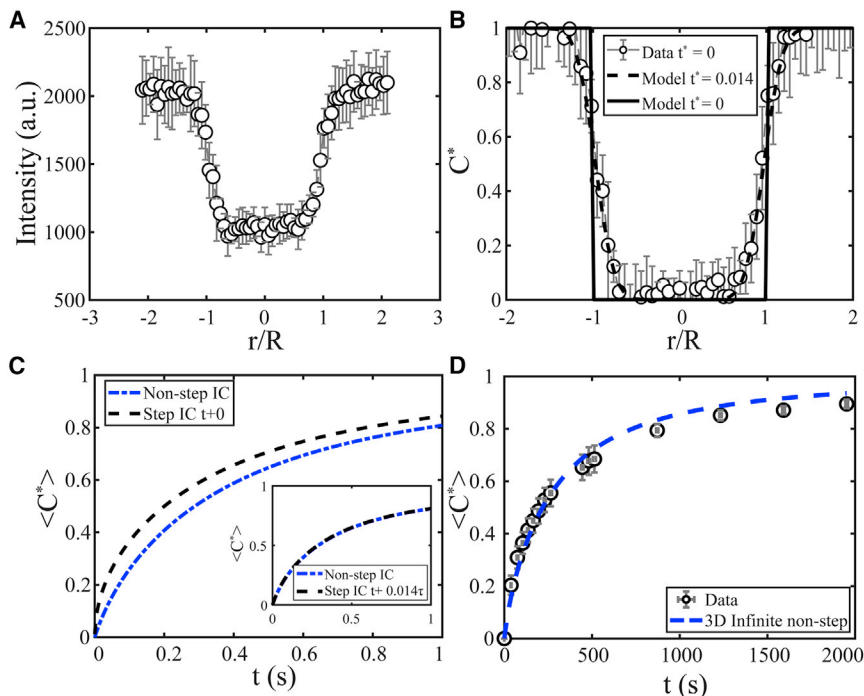 A
2500
2000
1500
1000
500
-3 -2 -1 0 1 2 3
Intensity (a.u.)
r/R
B
1
0.8
0.6
0.4
0.2
0
-2 -1 0 1 2
C*
r/R
Data t* = 0
Model t* = 0.014
Model t* = 0
C
1
0.8
0.6
0.4
0.2
0
0 0.2 0.4 0.6 0.8 1
<C*>
t (s)
Non-step IC
Step IC t+0
1
0.5
0
0 0.5 1
<C*>
Non-step IC
Step IC t+ 0.014τ
D
1
0.8
0.6
0.4
0.2
0
0 500 1000 1500 2000
<C*>
t (s)
Data
3D Infinite non-step